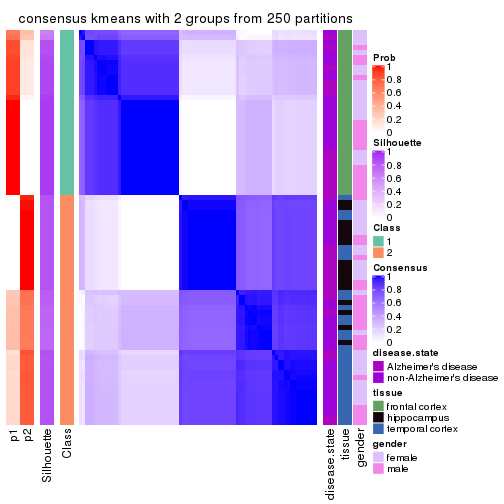 consensus kmeans with 2 groups from 250 partitions
Prob
1
0.8
0.6
0.4
0.2
0
Silhouette
1
0.8
0.6
0.4
0.2
0
Class
1
2
Consensus
1
0.8
0.6
0.4
0.2
0
disease.state
Alzheimer's disease
non-Alzheimer's disease
tissue
frontal cortex
hippocampus
temporal cortex
gender
female
male
p1
p2
Silhouette
Class
disease.state
tissue
gender